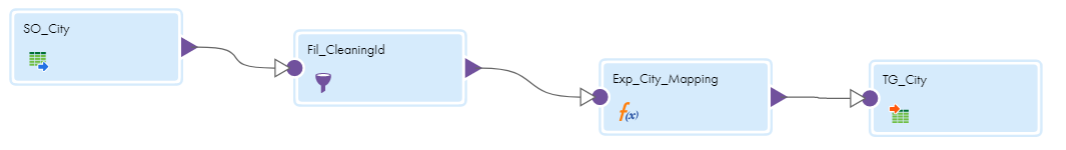 SO_City
Fil_CleaningId
Exp_City_Mapping
f(x)
TG_City